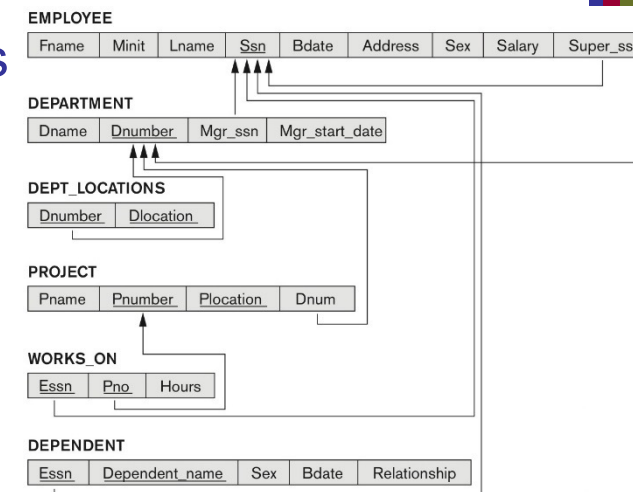 EMPLOYEE
Fname Minit Lname Ssn Bdate Address Sex Salary Super_ss
s
DEPARTMENT
Dname Dnumber Mgr_ssn Mgr_start_date
DEPT_LOCATIONS
Dnumber Dlocation
PROJECT
Pname Pnumber Plocation Dnum
WORKS_ON
Essn Pno Hours
DEPENDENT
Essn Dependent_name Sex Bdate Relationship